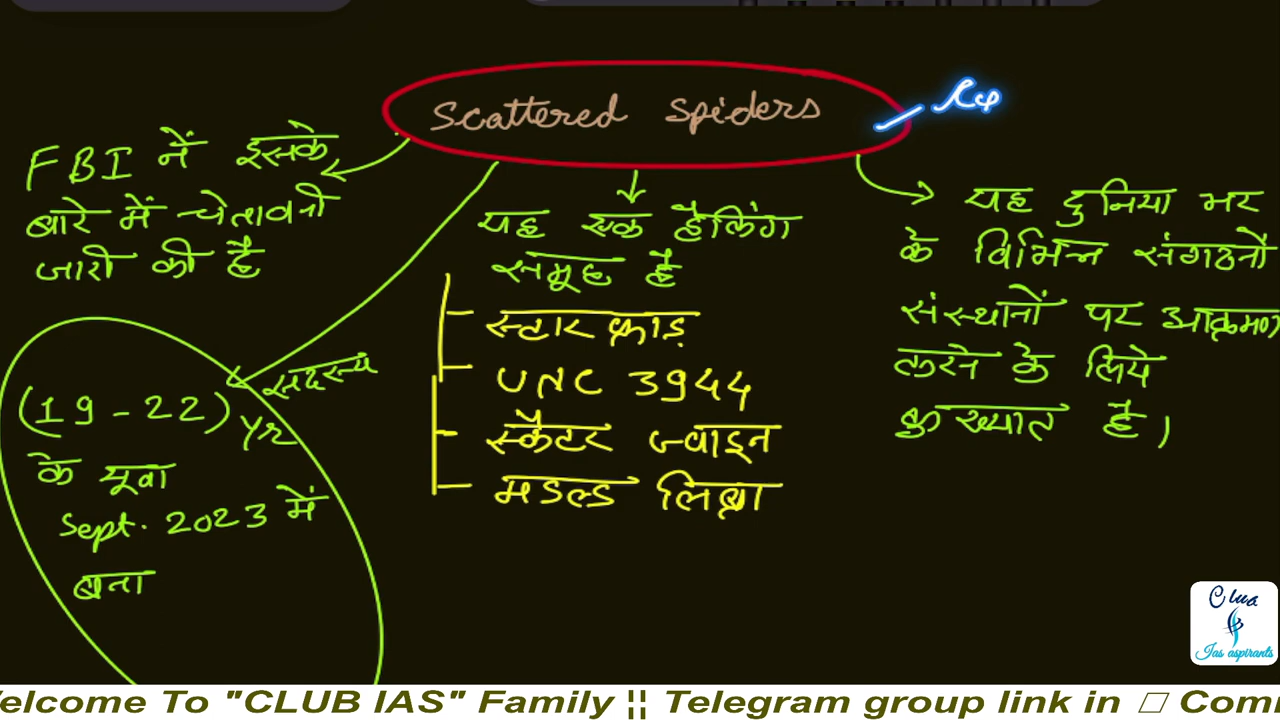 Scattered Spiders
FBI ने इसके
बारे में चेतावनी
जारी की है
यह एक हैकिंग
समूह है
स्टार फ्राड
UNC 3944
स्कैटर स्वाइन
मडल्ड लिब्रा
यह दुनिया भर
के विभिन्न संगठनों
संस्थानों पर आक्रमण
करने के लिये
कुख्यात है।
सदस्य
(19-22) yrs
के यूवा
Sept. 2023 में
बना
Club
Ias aspirants
elcome To "CLUB IAS" Family ¦¦ Telegram group link in □ Com